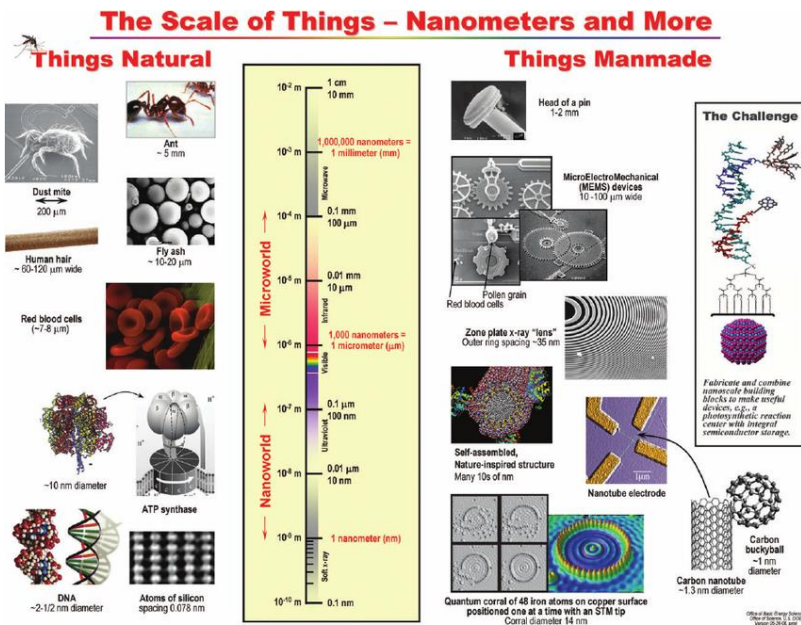 The Scale of Things – Nanometers and More
Things Natural
Things Manmade
Ant
~ 5 mm
Dust mite
200 µm
Human hair
~ 60-120 µm wide
Fly ash
~ 10-20 µm
Red blood cells
(~7-8 µm)
~10 nm diameter
ATP synthase
DNA
~2-1/2 nm diameter
Atoms of silicon
spacing 0.078 nm
Microworld
Nanoworld
10⁻² m
1 cm
10 mm
1,000,000 nanometers =
1 millimeter (mm)
10⁻³ m
Microwave
10⁻⁴ m
0.1 mm
100 µm
10⁻⁵ m
0.01 mm
10 µm
Infrared
1,000 nanometers =
1 micrometer (µm)
10⁻⁶ m
Visible
10⁻⁷ m
0.1 µm
100 nm
Ultraviolet
10⁻⁸ m
0.01 µm
10 nm
10⁻⁹ m
1 nanometer (nm)
Soft x-ray
10⁻¹⁰ m
0.1 nm
Head of a pin
1-2 mm
MicroElectroMechanical
(MEMS) devices
10 -100 µm wide
Pollen grain
Red blood cells
Zone plate x-ray “lens”
Outer ring spacing ~35 nm
Self-assembled,
Nature-inspired structure
Many 10s of nm
1µm
Nanotube electrode
Carbon
buckyball
~1 nm
diameter
Carbon nanotube
~1.3 nm diameter
Quantum corral of 48 iron atoms on copper surface
positioned one at a time with an STM tip
Corral diameter 14 nm
The Challenge
Fabricate and combine
nanoscale building
blocks to make useful
devices, e.g., a
photosynthetic reaction
center with integral
semiconductor storage.
Office of Basic Energy Sciences